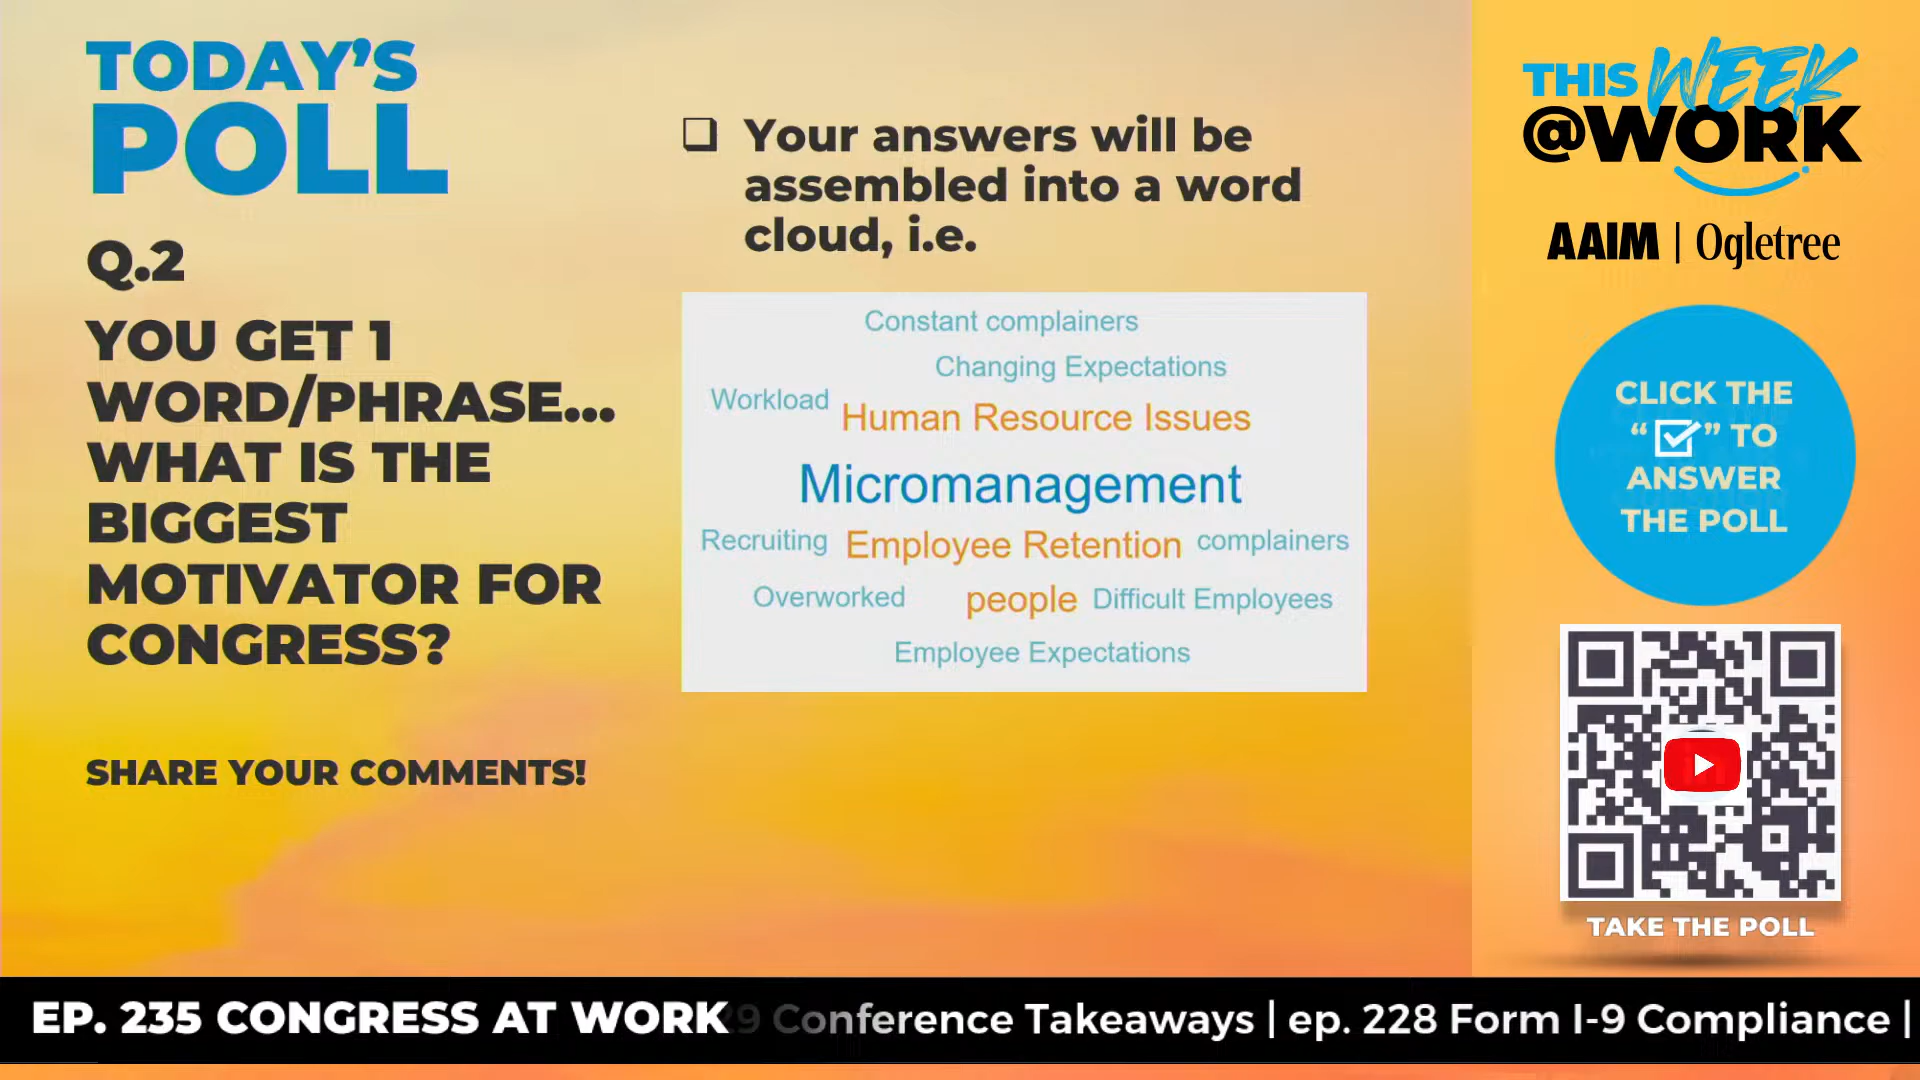 TODAY'S
POLL
Q.2
YOU GET 1
WORD/PHRASE...
WHAT IS THE
BIGGEST
MOTIVATOR FOR
CONGRESS?
SHARE YOUR COMMENTS!
Your answers will be
assembled into a word
cloud, i.e.
Constant complainers
Changing Expectations
Workload
Human Resource Issues
Micromanagement
Recruiting Employee Retention complainers
Overworked people Difficult Employees
Employee Expectations
THIS WEEK
@WORK
AAIM | Ogletree
CLICK THE
“☑” TO
ANSWER
THE POLL
TAKE THE POLL
EP. 235 CONGRESS AT WORK 29 Conference Takeaways | ep. 228 Form I-9 Compliance |